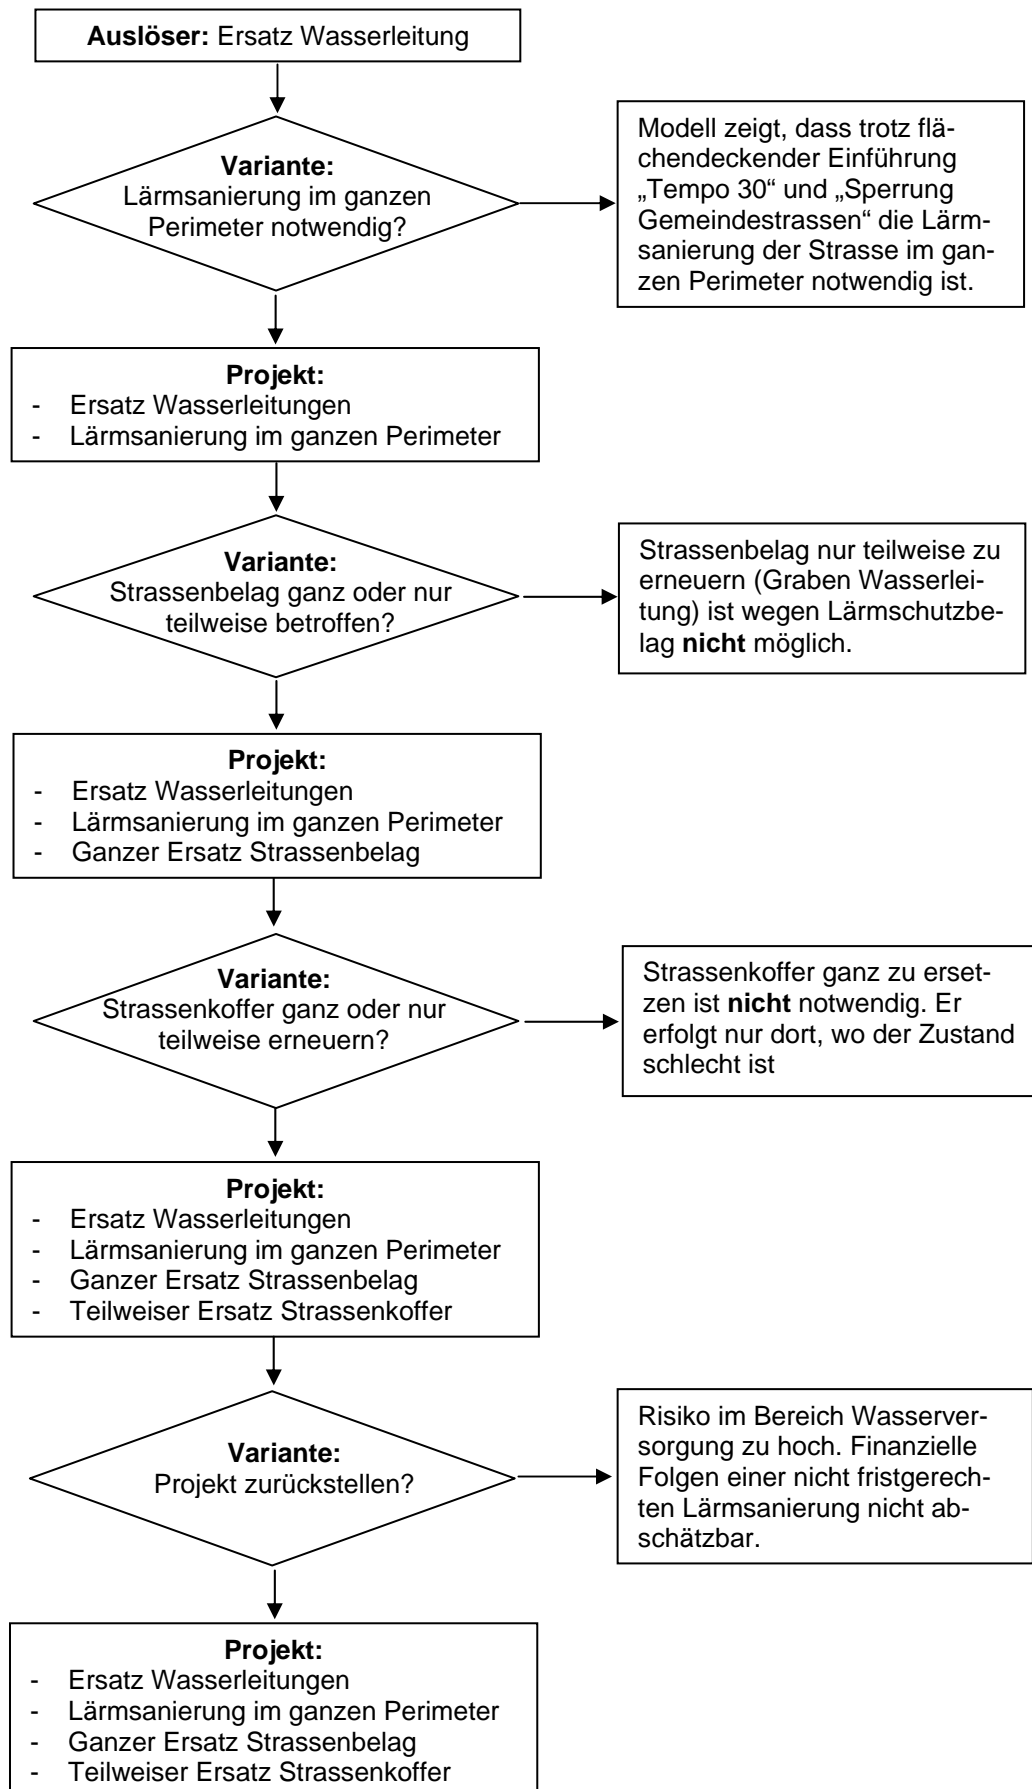 Auslöser: Ersatz Wasserleitung
Variante:
Lärmsanierung im ganzen
Perimeter notwendig?
Modell zeigt, dass trotz flä-
chendeckender Einführung
„Tempo 30“ und „Sperrung
Gemeindestrassen“ die Lärm-
sanierung der Strasse im gan-
zen Perimeter notwendig ist.
Projekt:
- Ersatz Wasserleitungen
- Lärmsanierung im ganzen Perimeter
Variante:
Strassenbelag ganz oder nur
teilweise betroffen?
Strassenbelag nur teilweise zu
erneuern (Graben Wasserlei-
tung) ist wegen Lärmschutzbe-
lag nicht möglich.
Projekt:
- Ersatz Wasserleitungen
- Lärmsanierung im ganzen Perimeter
- Ganzer Ersatz Strassenbelag
Variante:
Strassenkoffer ganz oder nur
teilweise erneuern?
Strassenkoffer ganz zu erset-
zen ist nicht notwendig. Er
erfolgt nur dort, wo der Zustand
schlecht ist
Projekt:
- Ersatz Wasserleitungen
- Lärmsanierung im ganzen Perimeter
- Ganzer Ersatz Strassenbelag
- Teilweiser Ersatz Strassenkoffer
Variante:
Projekt zurückstellen?
Risiko im Bereich Wasserver-
sorgung zu hoch. Finanzielle
Folgen einer nicht fristgerech-
ten Lärmsanierung nicht ab-
schätzbar.
Projekt:
- Ersatz Wasserleitungen
- Lärmsanierung im ganzen Perimeter
- Ganzer Ersatz Strassenbelag
- Teilweiser Ersatz Strassenkoffer